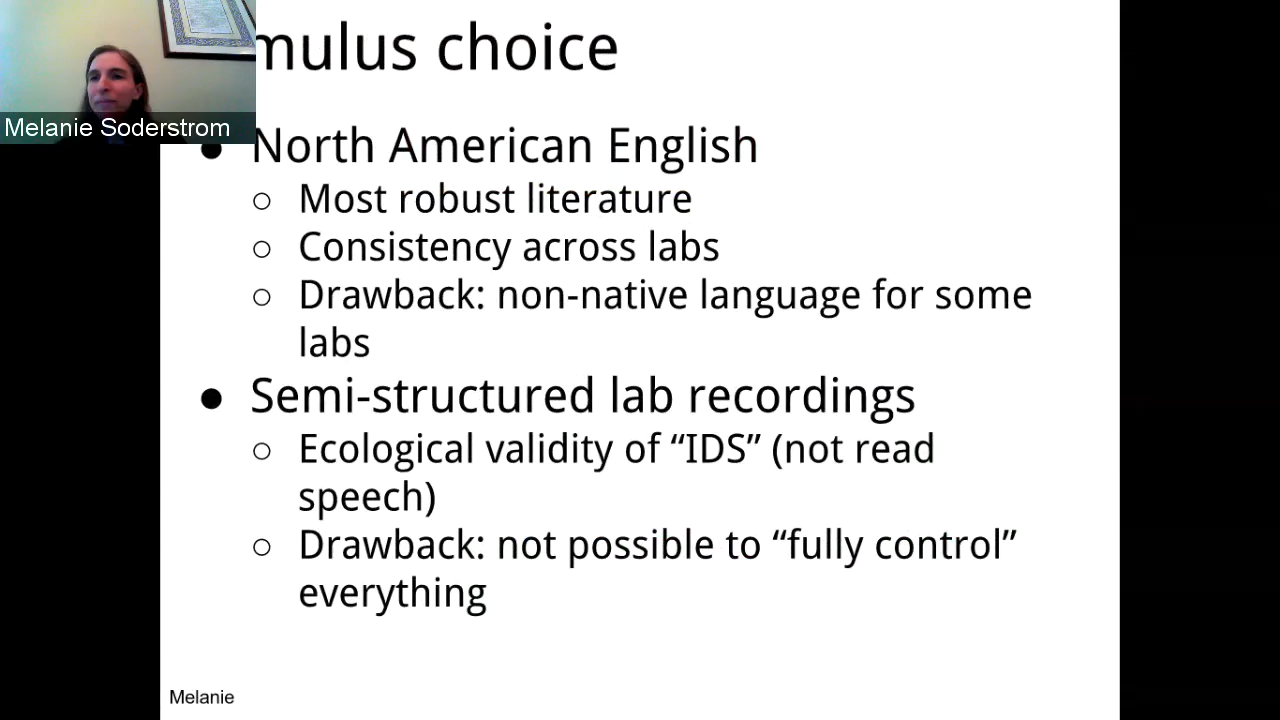 mulus choice
Melanie Soderstrom
● North American English
○ Most robust literature
○ Consistency across labs
○ Drawback: non-native language for some
labs
● Semi-structured lab recordings
○ Ecological validity of “IDS” (not read
speech)
○ Drawback: not possible to “fully control”
everything
Melanie